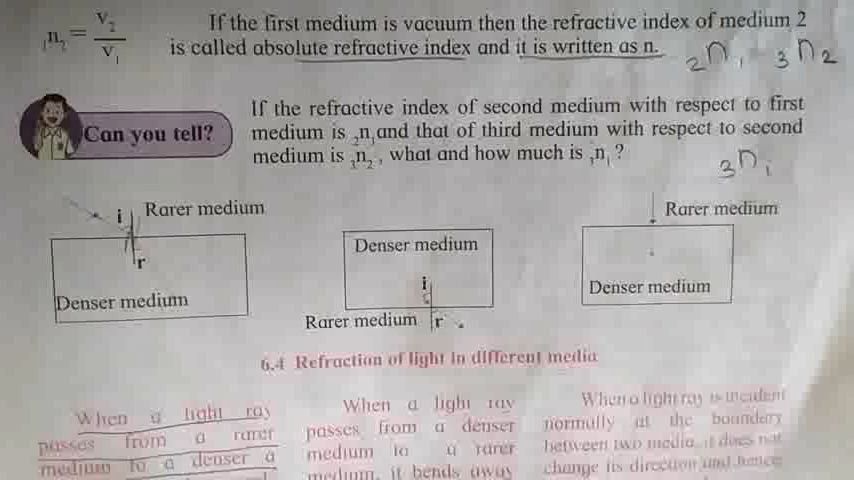 ₁n₂ = v₂ / v₁
If the first medium is vacuum then the refractive index of medium 2
is called absolute refractive index and it is written as n.
₂n₁ ₃n₂
Can you tell?
If the refractive index of second medium with respect to first
medium is ₂n₁ and that of third medium with respect to second
medium is ₃n₂, what and how much is ₃n₁ ?
₃n₁
i Rarer medium
r
Denser medium
Denser medium
i
Rarer medium r
Rarer medium
Denser medium
6.4 Refraction of light in different media
When a light ray
passes from a rarer
medium to a denser a
When a light ray
passes from a denser
medium to a rarer
medium, it bends away
When a light ray is incident
normally at the boundary
between two media, it does not
change its direction and hence